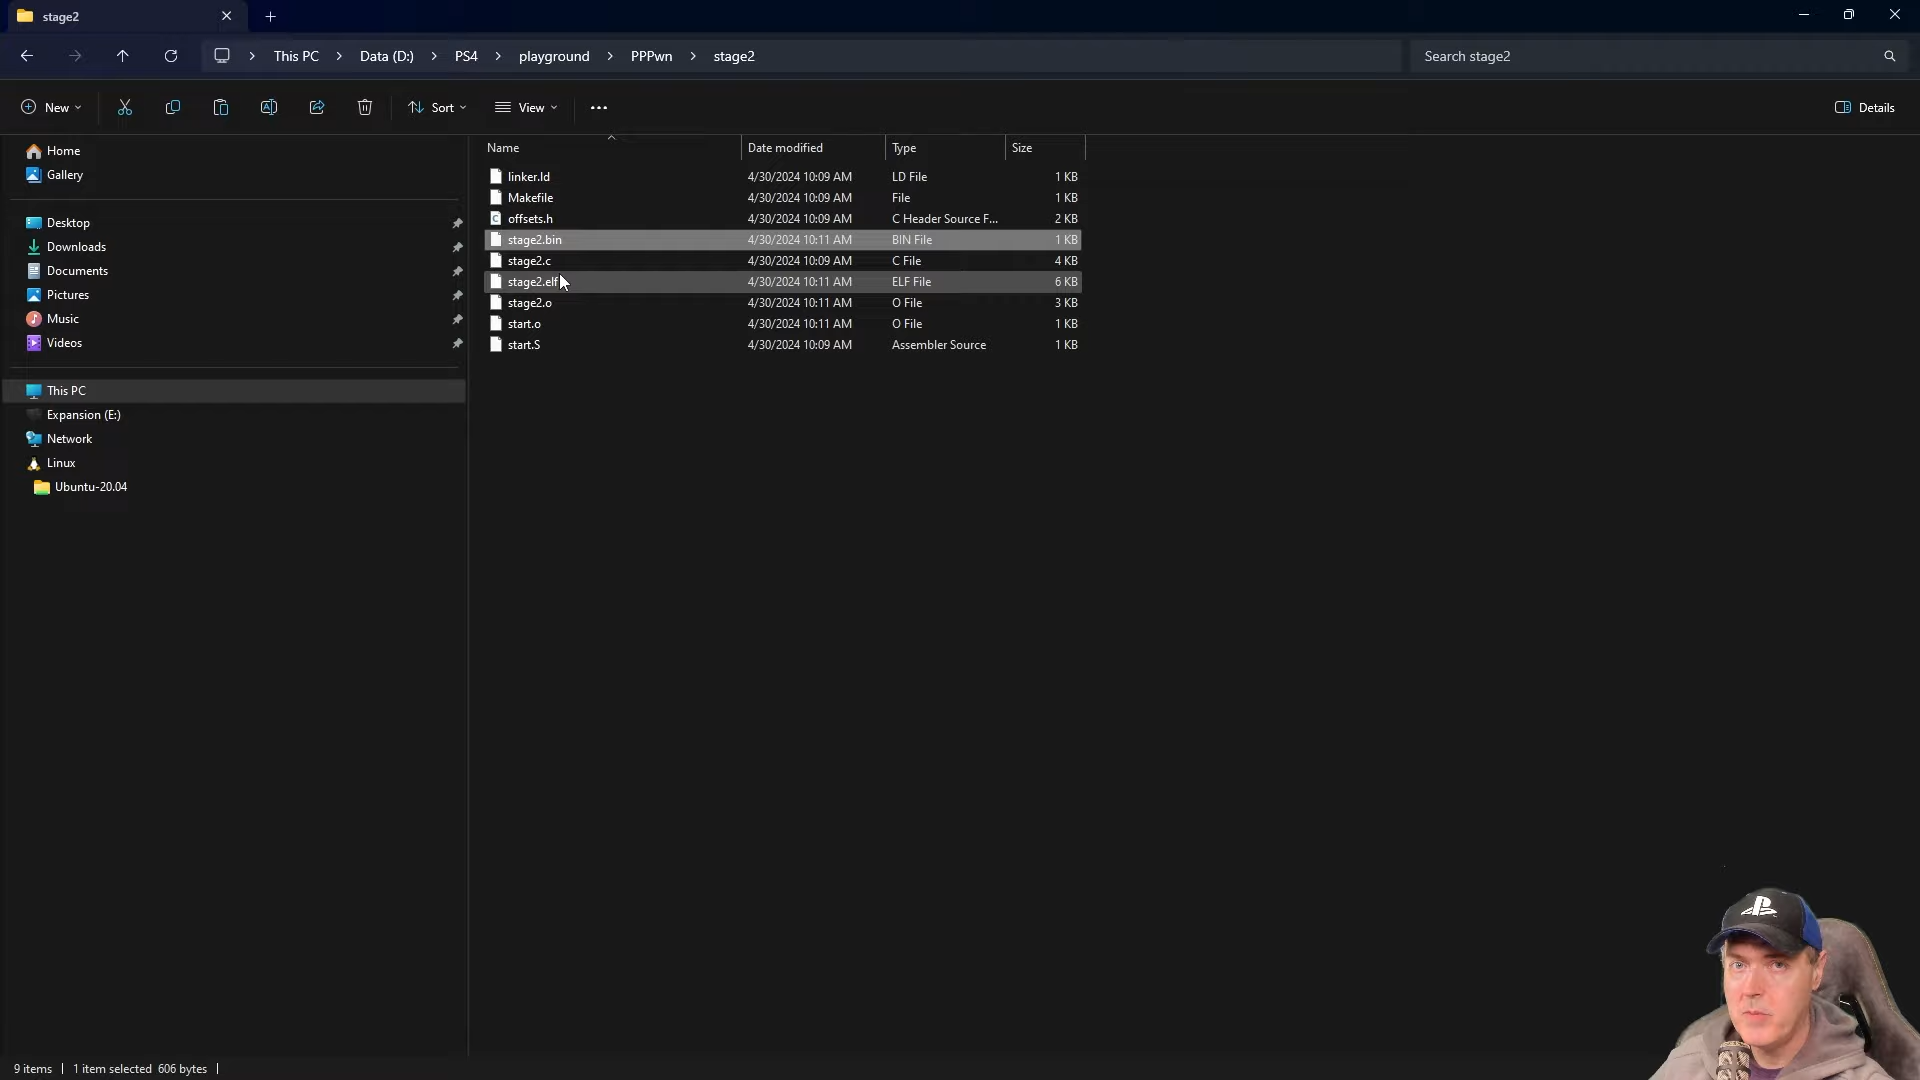 stage2
This PC Data (D:) PS4 playground PPPwn stage2
Search stage2
New Sort View Details
Home
Gallery
Desktop
Downloads
Documents
Pictures
Music
Videos
This PC
Expansion (E:)
Network
Linux
Ubuntu-20.04
Name Date modified Type Size
linker.ld 4/30/2024 10:09 AM LD File 1 KB
Makefile 4/30/2024 10:09 AM File 1 KB
offsets.h 4/30/2024 10:09 AM C Header Source F... 2 KB
stage2.bin 4/30/2024 10:11 AM BIN File 1 KB
stage2.c 4/30/2024 10:09 AM C File 4 KB
stage2.elf 4/30/2024 10:11 AM ELF File 6 KB
stage2.o 4/30/2024 10:11 AM O File 3 KB
start.o 4/30/2024 10:11 AM O File 1 KB
start.S 4/30/2024 10:09 AM Assembler Source 1 KB
9 items 1 item selected 606 bytes